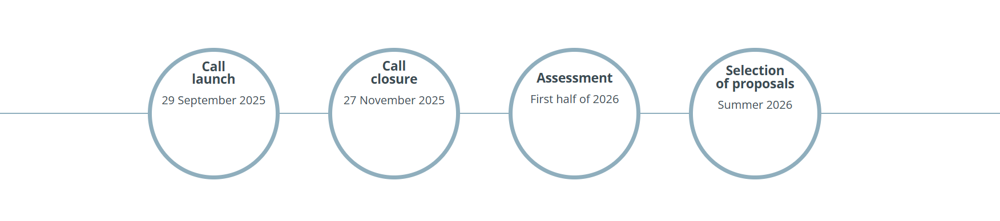 Call
launch
29 September 2025
Call
closure
27 November 2025
Assessment
First half of 2026
Selection
of proposals
Summer 2026